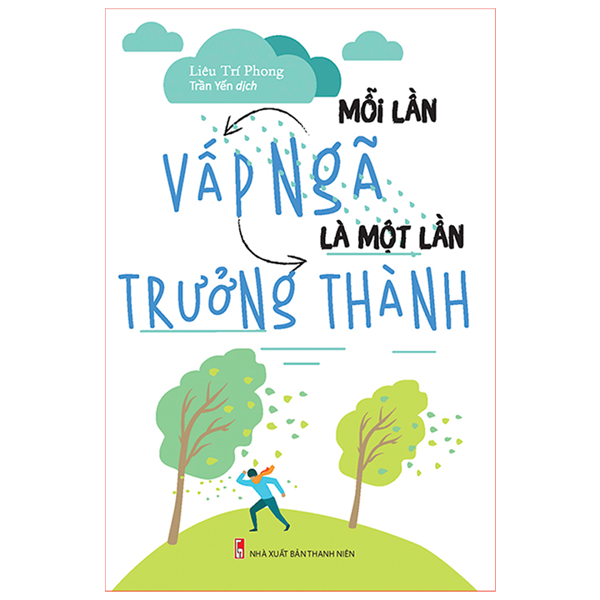 Liêu Trí Phong
Trần Yến dịch
MỖI LẦN
VẤP NGÃ
LÀ MỘT LẦN
TRƯỞNG THÀNH
NHÀ XUẤT BẢN THANH NIÊN